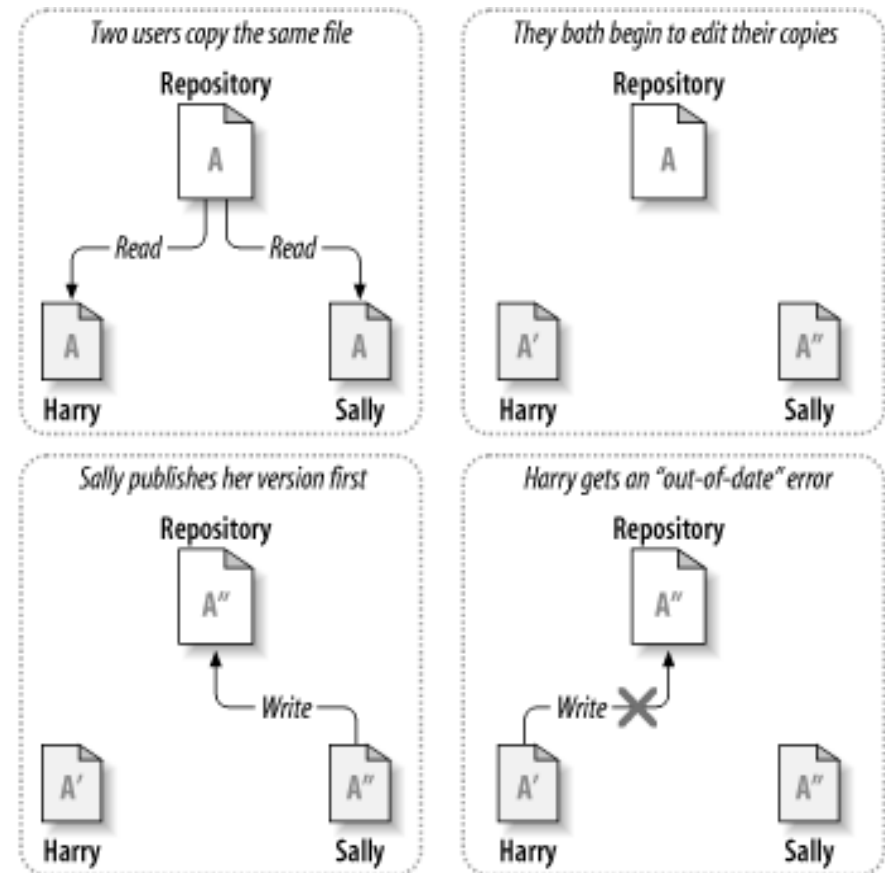 Two users copy the same file
Repository
A
Read
Read
A
A
Harry
Sally
They both begin to edit their copies
Repository
A
A′
A″
Harry
Sally
Sally publishes her version first
Repository
A″
Write
A′
A″
Harry
Sally
Harry gets an “out-of-date” error
Repository
A″
Write
A′
A″
Harry
Sally